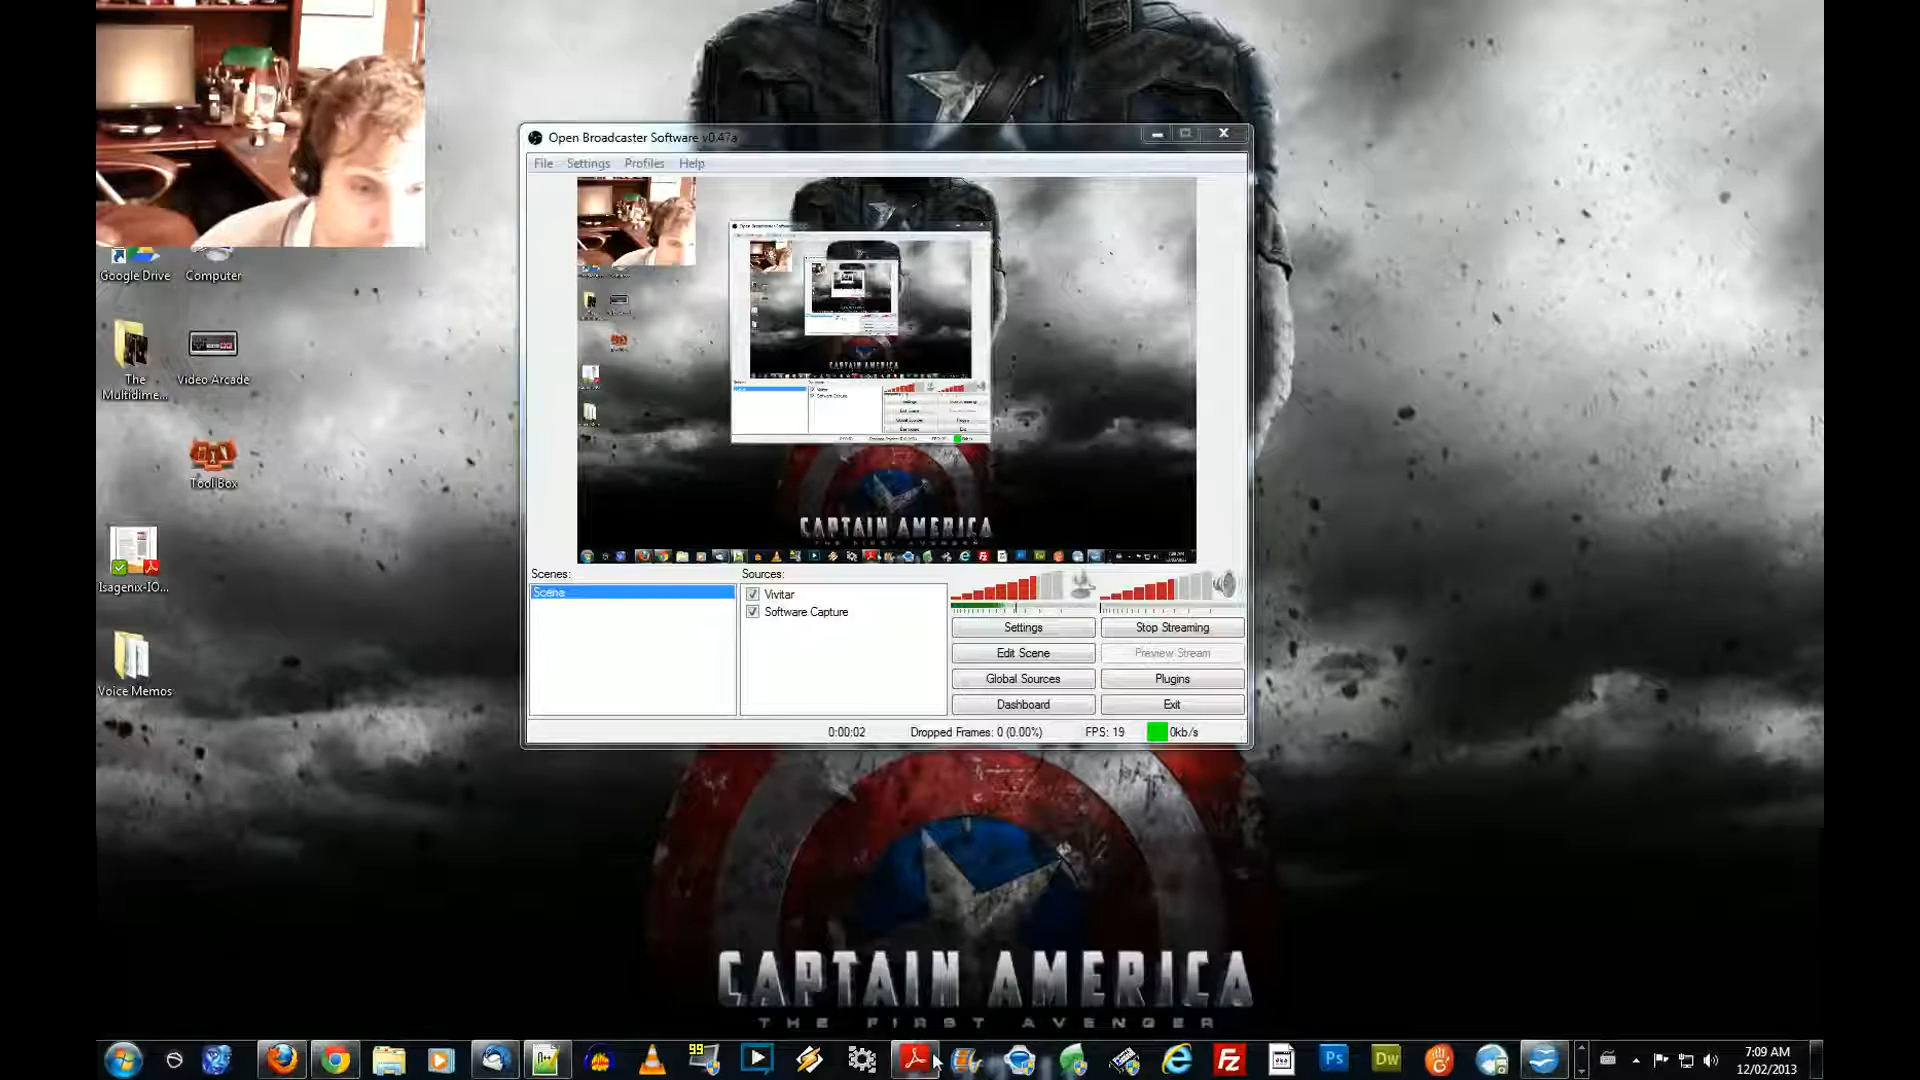 Open Broadcaster Software v0.47a
File Settings Profiles Help
Google Drive
Computer
The Multidime...
Video Arcade
Tool Box
Isagenix-IO...
Voice Memos
CAPTAIN AMERICA
Scenes:
Sources:
Scene
Vivitar
Software Capture
Settings
Stop Streaming
Edit Scene
Preview Stream
Global Sources
Plugins
Dashboard
Exit
0:00:02
Dropped Frames: 0 (0.00%)
FPS: 19
0kb/s
CAPTAIN AMERICA
THE FIRST AVENGER
99
Ps
Dw
7:09 AM
12/02/2013